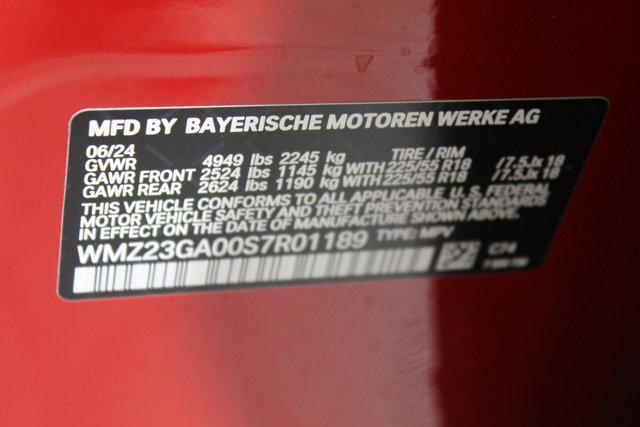 MFD BY BAYERISCHE MOTOREN WERKE AG
06/24 TIRE / RIM
GVWR 4949 lbs 2245 kg
GAWR FRONT 2524 lbs 1145 kg WITH 225/55 R18 /7.5Jx18
GAWR REAR 2624 lbs 1190 kg WITH 225/55 R18 /7.5Jx18
THIS VEHICLE CONFORMS TO ALL APPLICABLE U.S. FEDERAL
MOTOR VEHICLE SAFETY AND THEFT PREVENTION STANDARDS
IN EFFECT ON THE DATE OF MANUFACTURE SHOWN ABOVE.
WMZ23GA00S7R01189 TYPE: MPV